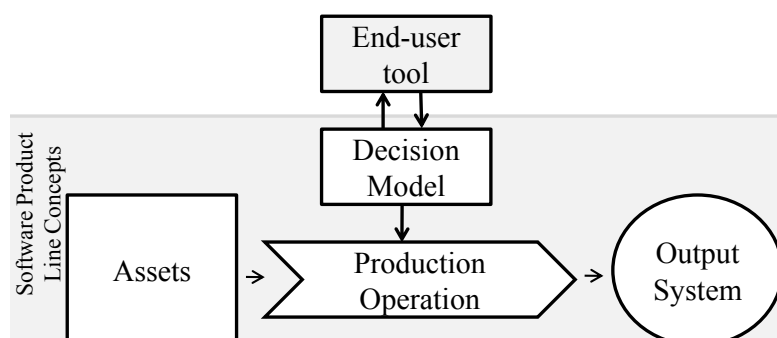 End-user
tool
Software Product
Line Concepts
Decision
Model
Assets
Production
Operation
Output
System